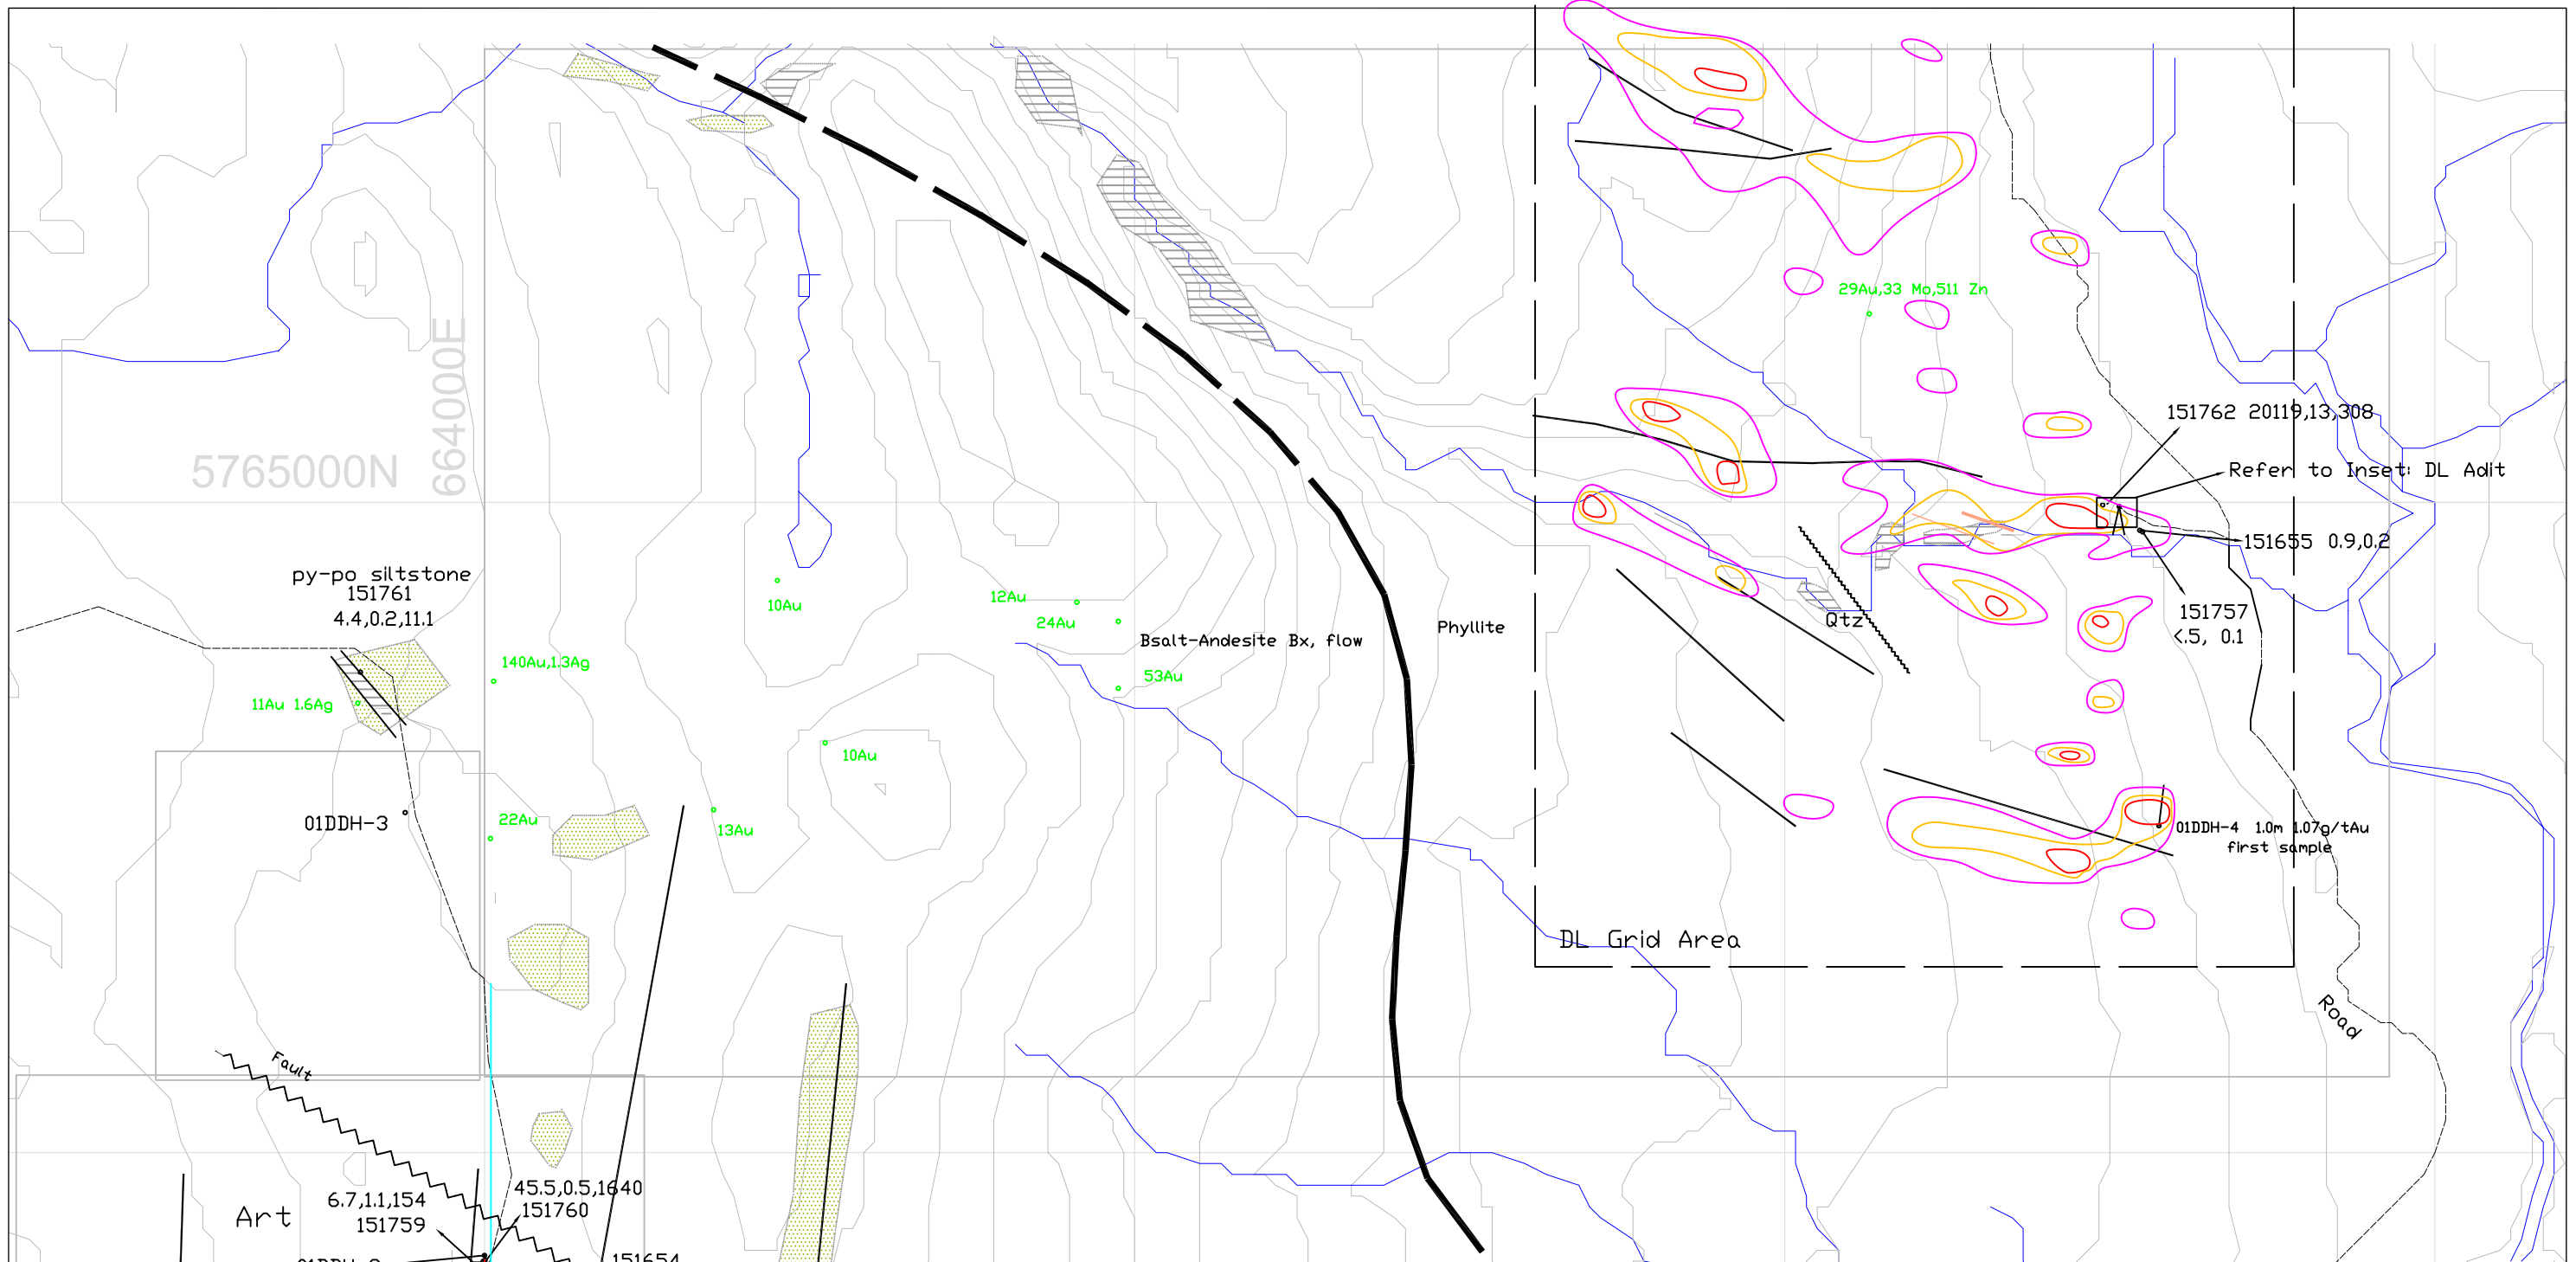 29Au,33 Mo,511 Zn
664000E
5765000N
151762 20119,13,308
Refer to Inset: DL Adit
151655 0.9,0.2
py-po siltstone
151761
4.4,0.2,11.1
10Au
12Au
24Au
Bsalt-Andesite Bx, flow
Phyllite
Qtz
151757
<.5, 0.1
140Au,1.3Ag
53Au
11Au 1.6Ag
10Au
01DDH-3
22Au
13Au
01DDH-4 1.0m 1.07g/tAu
first sample
DL Grid Area
Road
Fault
Art
6.7,1.1,154
151759
45.5,0.5,1640
151760
151654